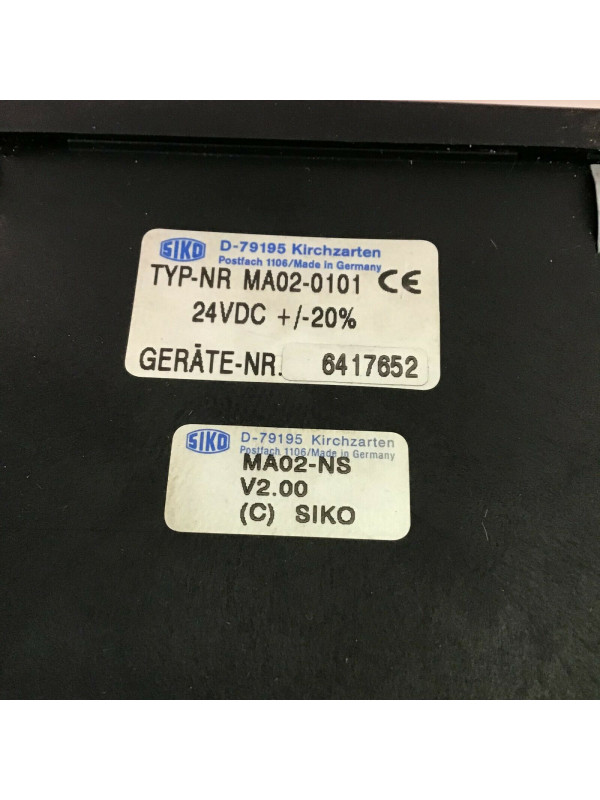 SIKO D-79195 Kirchzarten
Postfach 1106/Made in Germany
TYP-NR MA02-0101 CE
24VDC +/-20%
GERÄTE-NR. 6417652
SIKO D-79195 Kirchzarten
Postfach 1106/Made in Germany
MA02-NS
V2.00
(C) SIKO